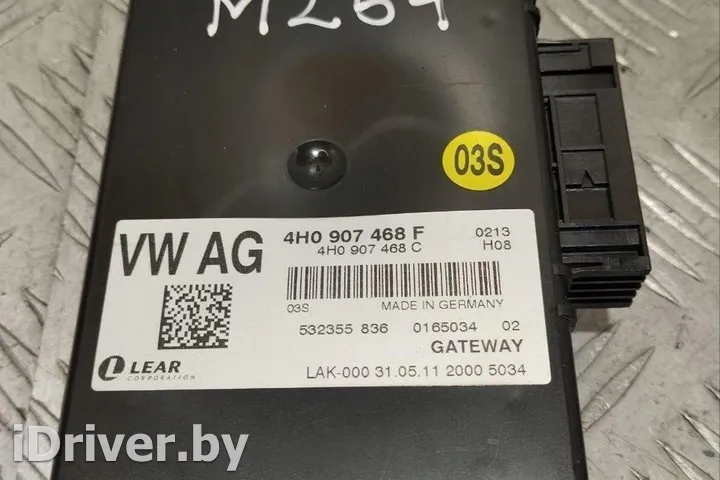 M264
03S
VW AG
4H0 907 468 F
0213
4H0 907 468 C
H08
03S
MADE IN GERMANY
532355 836
0165034
02
GATEWAY
LEAR
CORPORATION
LAK-000 31.05.11 2000 5034
iDriver.by